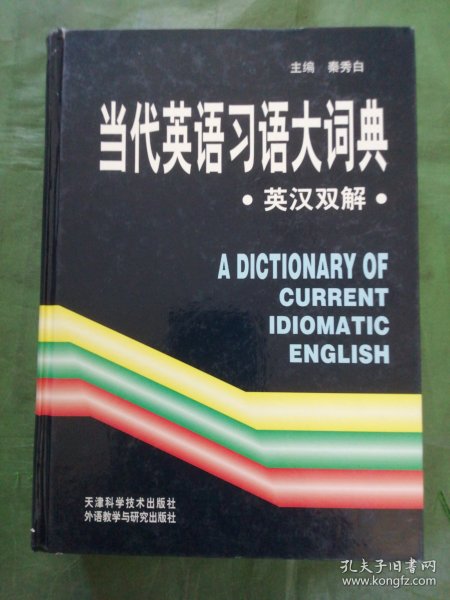 主编 秦秀白
当代英语习语大词典
•英汉双解•
A DICTIONARY OF
CURRENT
IDIOMATIC
ENGLISH
天津科学技术出版社
外语教学与研究出版社
孔夫子旧书网
www.kongfz.com